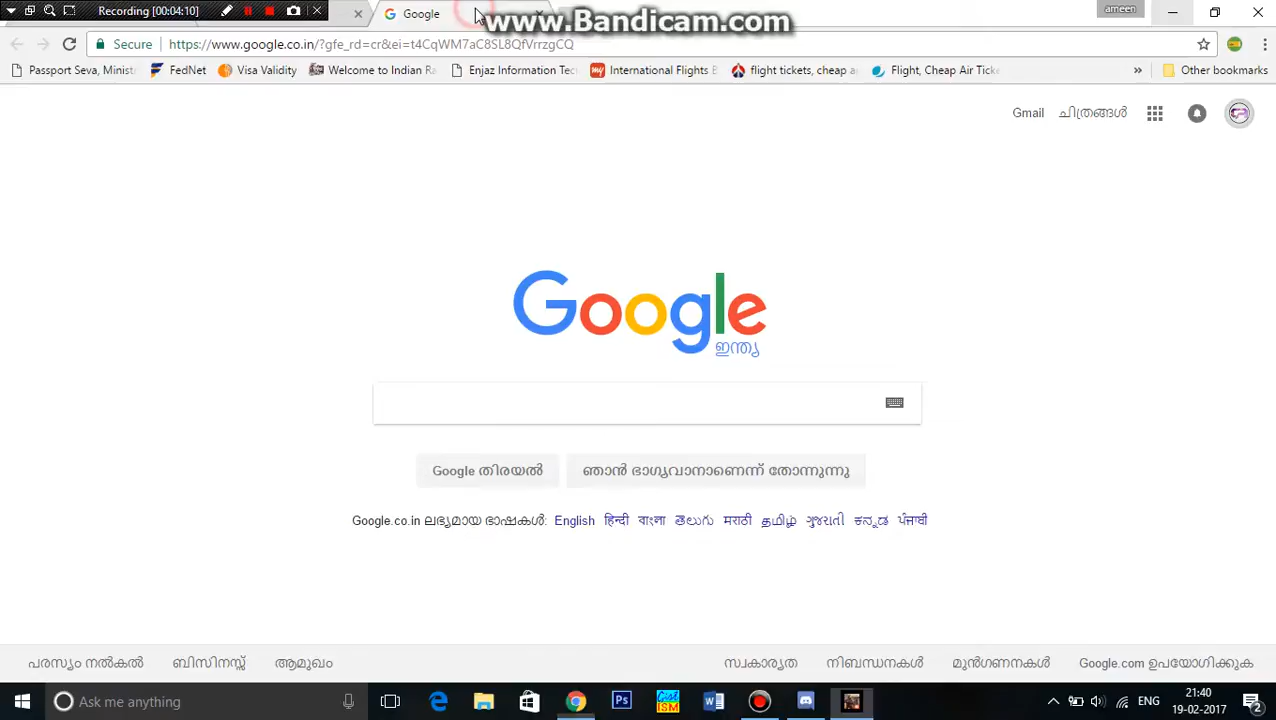 Recording [00:04:10]
Google
www.Bandicam.com
ameen
Secure
https://www.google.co.in/?gfe_rd=cr&ei=t4CqWM7aC8SL8QfVrrzgCQ
Passport Seva, Minist
FedNet
Visa Validity
Welcome to Indian Ra
Enjaz Information Tec
International Flights B
flight tickets, cheap a
Flight, Cheap Air Ticke
»
Other bookmarks
Gmail
ചിത്രങ്ങൾ
Google
ഇന്ത്യ
Google തിരയൽ
ഞാൻ ഭാഗ്യവാനാണെന്ന് തോന്നുന്നു
Google.co.in ലഭ്യമായ ഭാഷകൾ: English हिन्दी বাংলা తెలుగు मराठी தமிழ் ગુજરાતી ಕನ್ನಡ ਪੰਜਾਬੀ
പരസ്യം നൽകൽ
ബിസിനസ്സ്
ആമുഖം
സ്വകാര്യത
നിബന്ധനകൾ
മുൻഗണനകൾ
Google.com ഉപയോഗിക്കുക
Ask me anything
Ps
ISM
ENG
21:40
19-02-2017
2